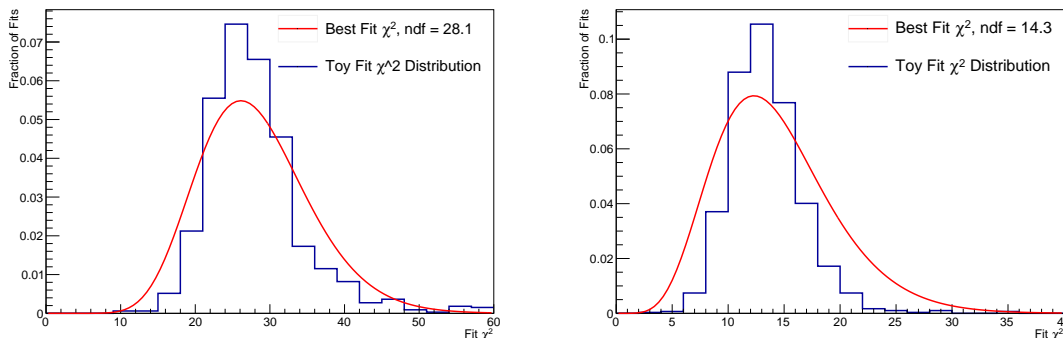 Fraction of Fits
0.07
0.06
0.05
0.04
0.03
0.02
0.01
0
0 10 20 30 40 50 60
Fit χ²
Best Fit χ², ndf = 28.1
Toy Fit χ^2 Distribution
Fraction of Fits
0.1
0.08
0.06
0.04
0.02
0
0 5 10 15 20 25 30 35 40
Fit χ²
Best Fit χ², ndf = 14.3
Toy Fit χ² Distribution